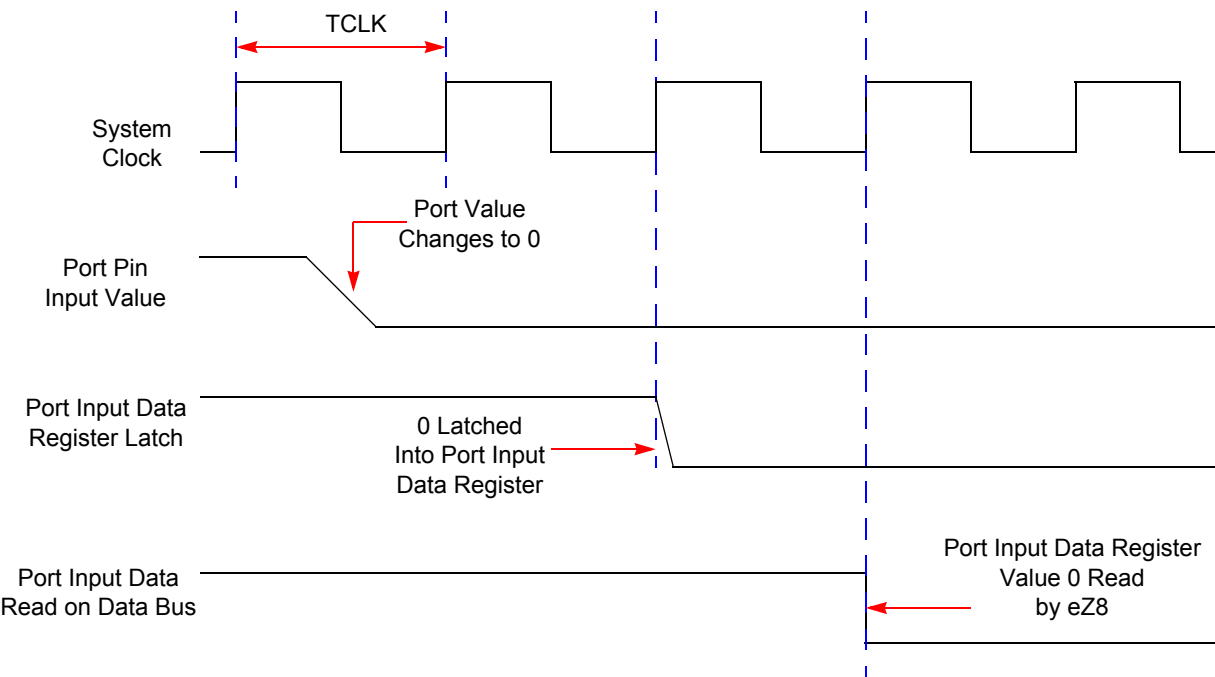 TCLK
System
Clock
Port Value
Changes to 0
Port Pin
Input Value
Port Input Data
Register Latch
0 Latched
Into Port Input
Data Register
Port Input Data Register
Value 0 Read
by eZ8
Port Input Data
Read on Data Bus